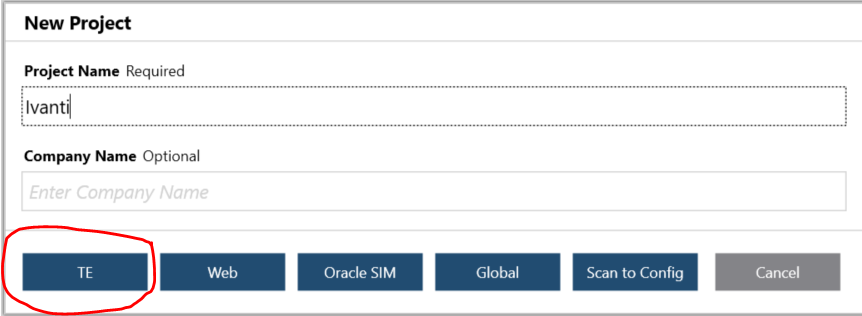 New Project
Project Name Required
Ivanti
Company Name Optional
Enter Company Name
TE Web Oracle SIM Global Scan to Config Cancel